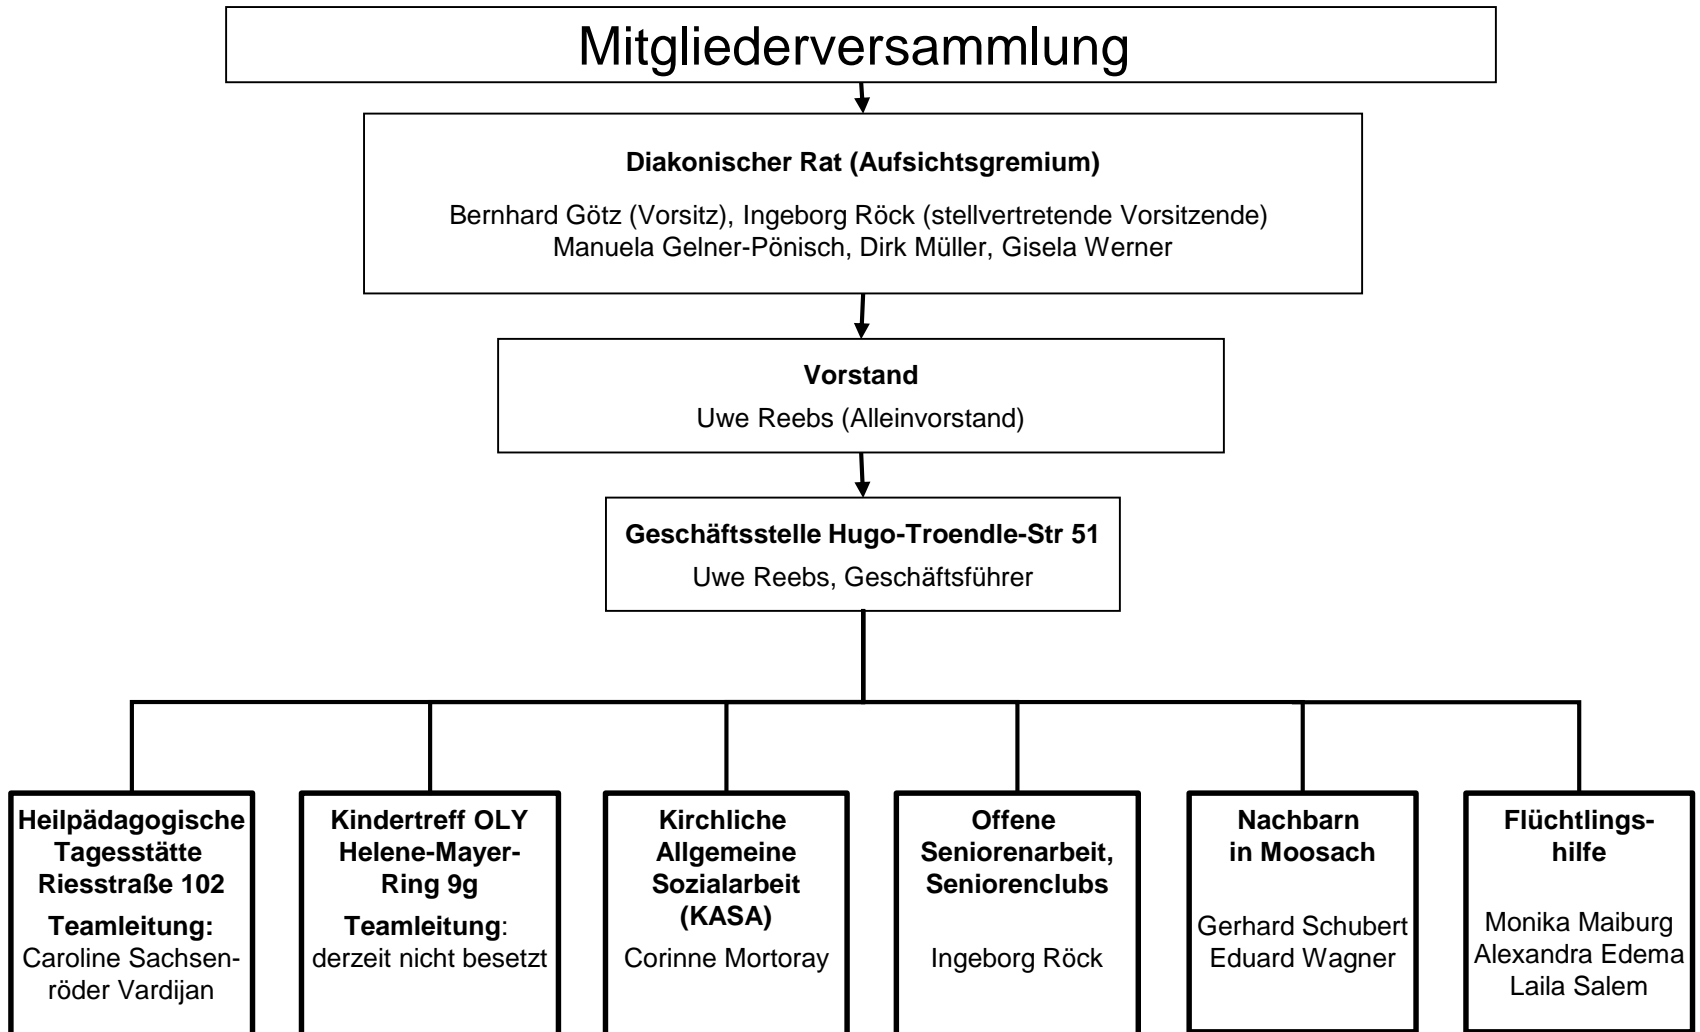 Mitgliederversammlung
Diakonischer Rat (Aufsichtsgremium)
Bernhard Götz (Vorsitz), Ingeborg Röck (stellvertretende Vorsitzende)
Manuela Gelner-Pönisch, Dirk Müller, Gisela Werner
Vorstand
Uwe Reebs (Alleinvorstand)
Geschäftsstelle Hugo-Troendle-Str 51
Uwe Reebs, Geschäftsführer
Heilpädagogische
Tagesstätte
Riesstraße 102
Teamleitung:
Caroline Sachsen-
röder Vardijan
Kindertreff OLY
Helene-Mayer-
Ring 9g
Teamleitung:
derzeit nicht besetzt
Kirchliche
Allgemeine
Sozialarbeit
(KASA)
Corinne Mortoray
Offene
Seniorenarbeit,
Seniorenclubs
Ingeborg Röck
Nachbarn
in Moosach
Gerhard Schubert
Eduard Wagner
Flüchtlings-
hilfe
Monika Maiburg
Alexandra Edema
Laila Salem